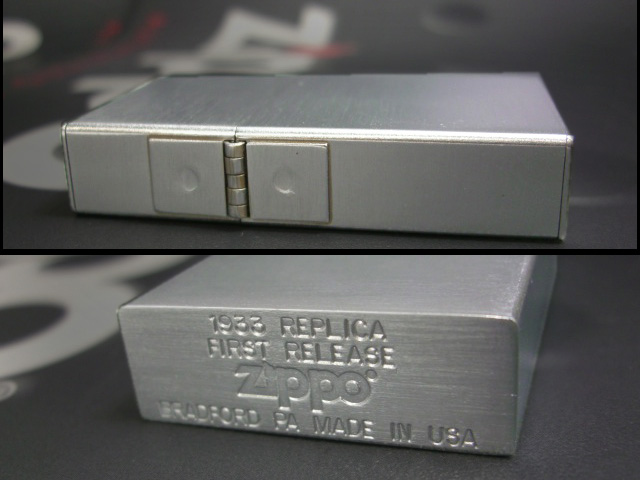 1933 REPLICA
FIRST RELEASE
Zippo®
BRADFORD PA MADE IN USA